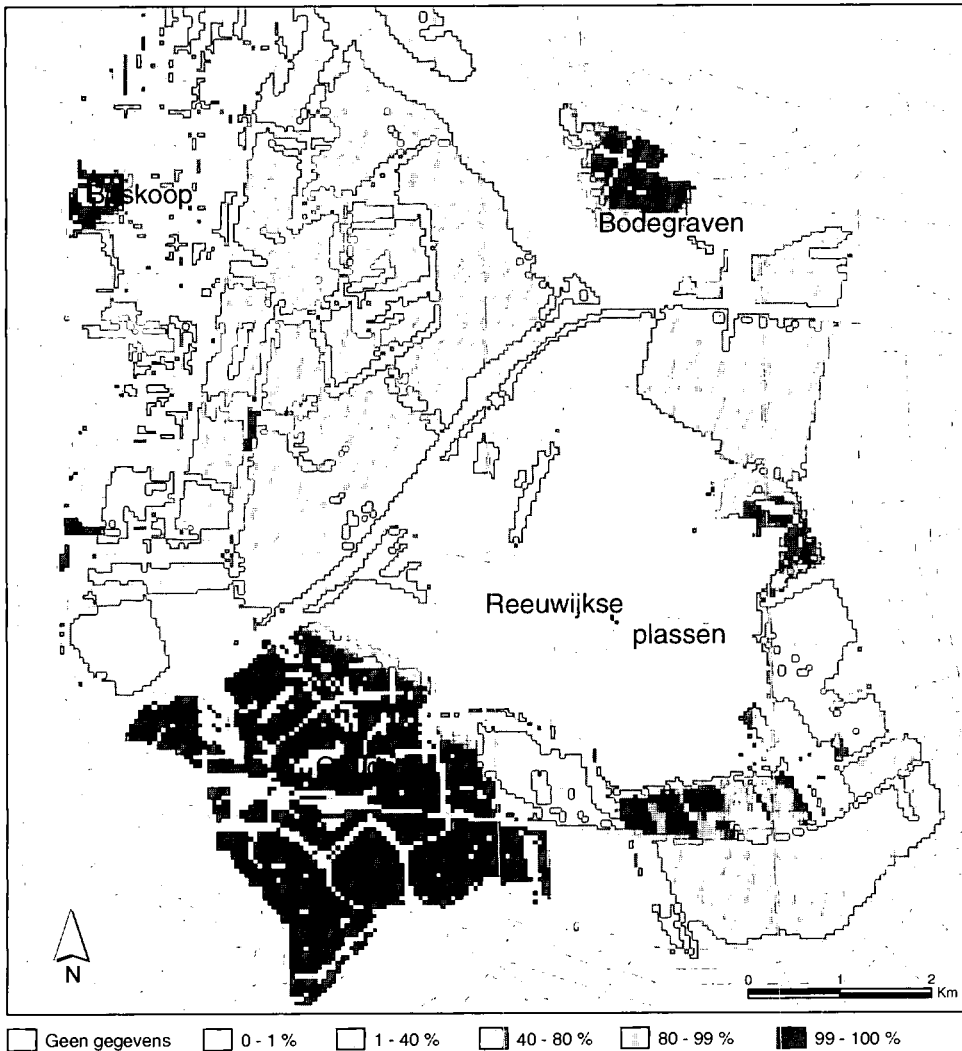 Boskoop
Bodegraven
Reeuwijkse
plassen
N
0 1 2
Km
Geen gegevens 0 - 1 % 1 - 40 % 40 - 80 % 80 - 99 % 99 - 100 %